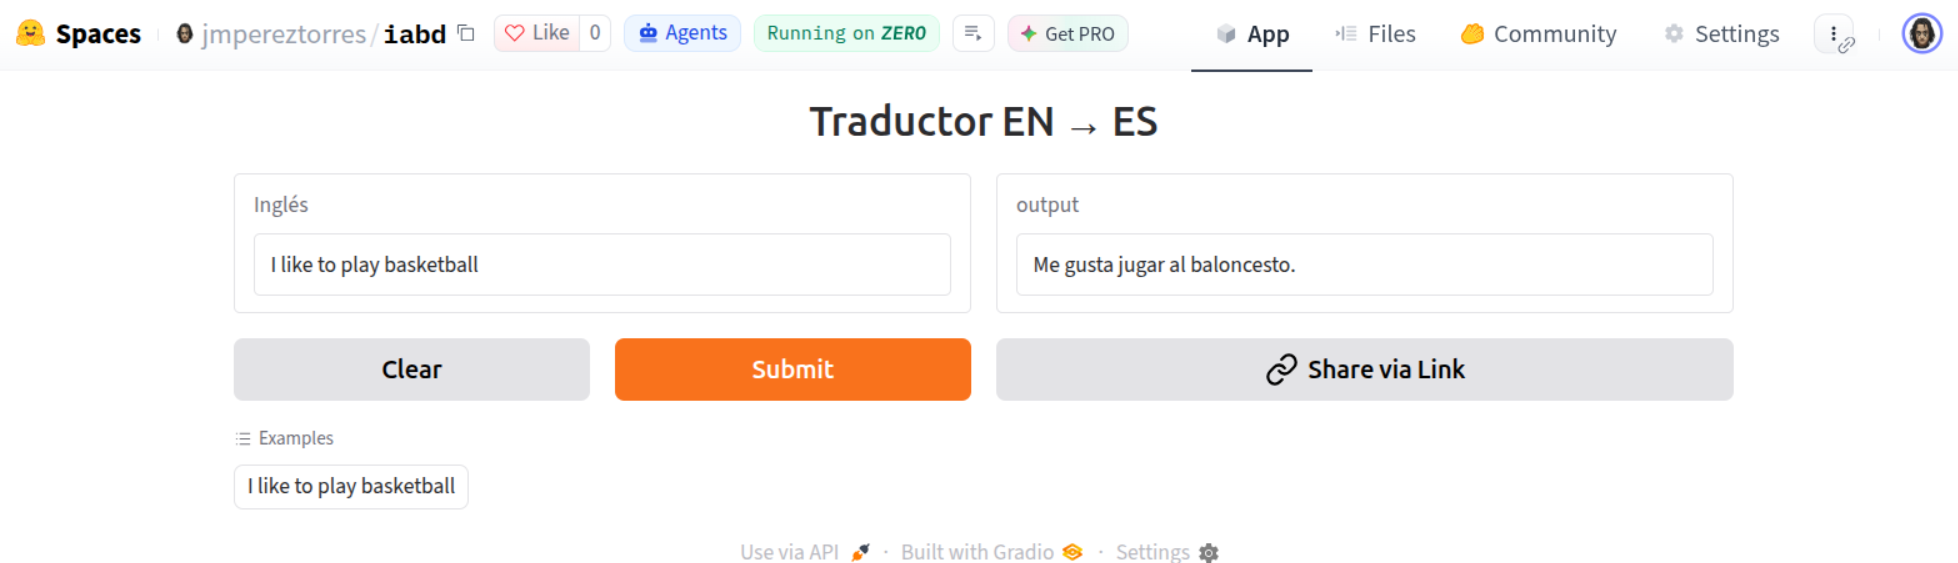 Spaces jmpereztorres/iabd Like 0 Agents Running on ZERO Get PRO App Files Community Settings
Traductor EN → ES
Inglés
I like to play basketball
output
Me gusta jugar al baloncesto.
Clear Submit Share via Link
Examples
I like to play basketball
Use via API · Built with Gradio · Settings